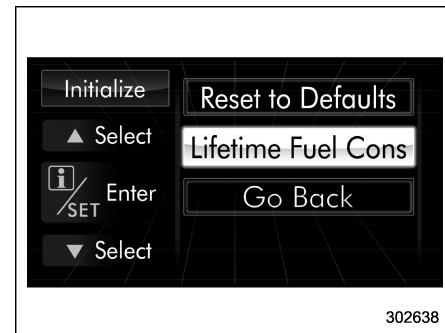 Initialize
▲ Select
i/SET Enter
▼ Select
Reset to Defaults
Lifetime Fuel Cons
Go Back
302638